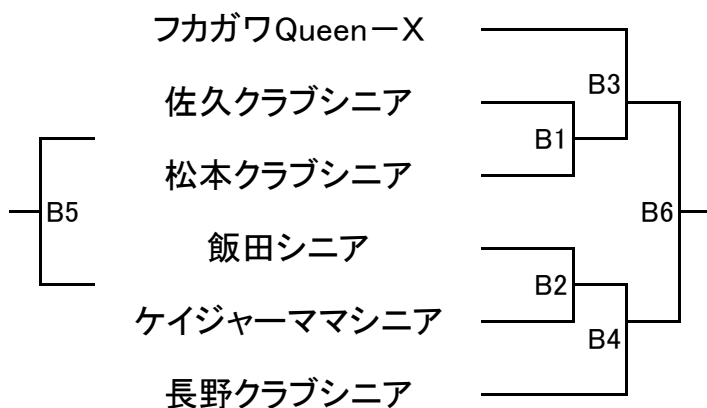 フカガワQueen－X
B3
佐久クラブシニア
B1
松本クラブシニア
B5
B6
飯田シニア
B2
ケイジャーママシニア
B4
長野クラブシニア